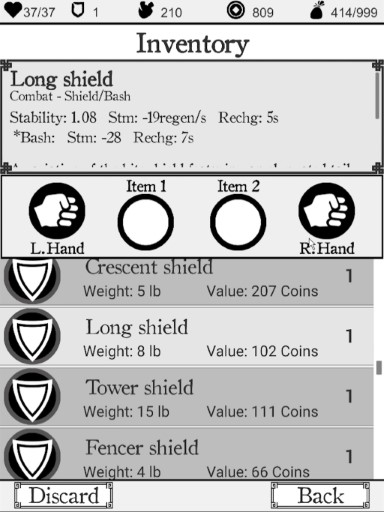 37/37 1 210 809 414/999
Inventory
Long shield
Combat - Shield/Bash
Stability: 1.08 Stm: -19regen/s Rechg: 5s
*Bash: Stm: -28 Rechg: 7s
Item 1 Item 2
L.Hand R.Hand
Crescent shield 1
Weight: 5 lb Value: 207 Coins
Long shield 1
Weight: 8 lb Value: 102 Coins
Tower shield 1
Weight: 15 lb Value: 111 Coins
Fencer shield 1
Weight: 4 lb Value: 66 Coins
Discard Back